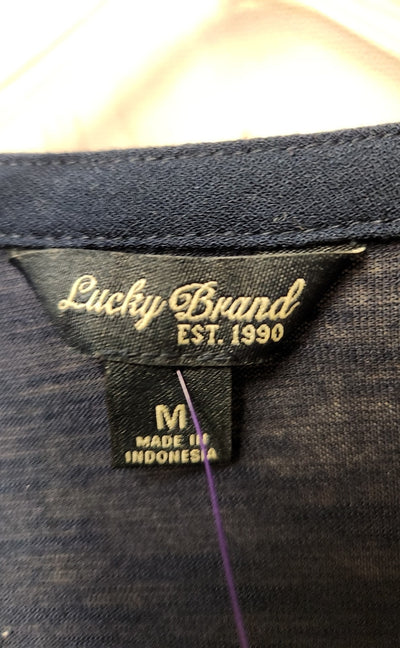 Lucky Brand
EST. 1990
M
MADE IN
INDONESIA